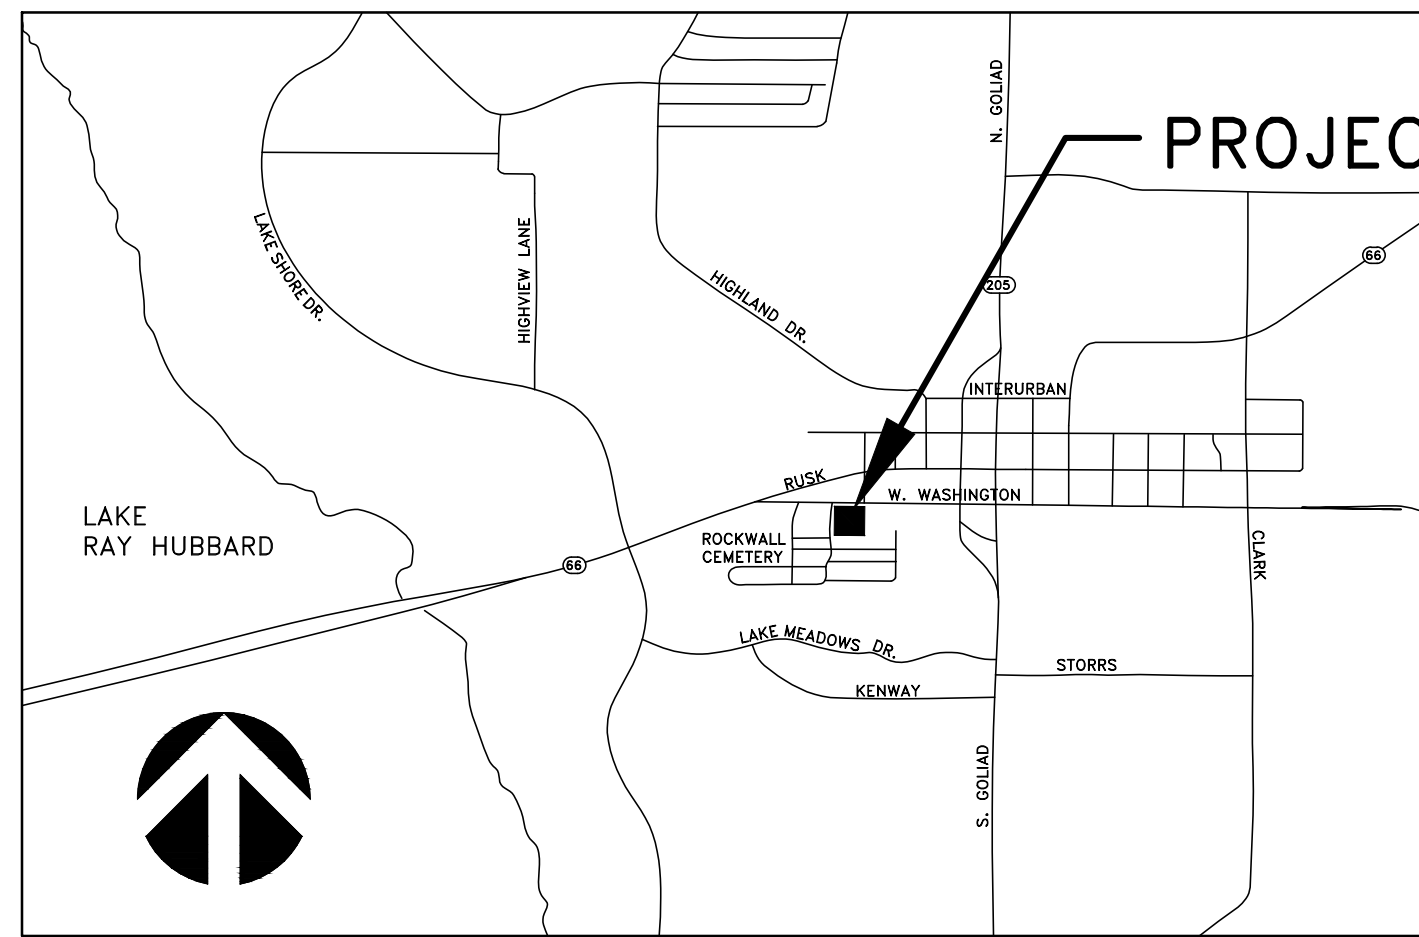 N. GOLIAD
PROJEC
LAKE SHORE DR.
HIGHVIEW LANE
66
HIGHLAND DR.
205
INTERURBAN
RUSK
W. WASHINGTON
LAKE
RAY HUBBARD
ROCKWALL
CEMETERY
CLARK
66
LAKE MEADOWS DR.
STORRS
KENWAY
S. GOLIAD